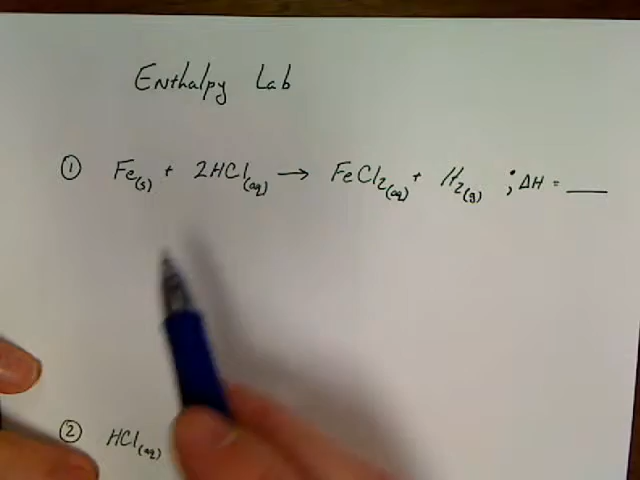 Enthalpy Lab
① Fe(s) + 2HCl(aq) → FeCl2(aq) + H2(g) ; ΔH = ___
② HCl(aq)